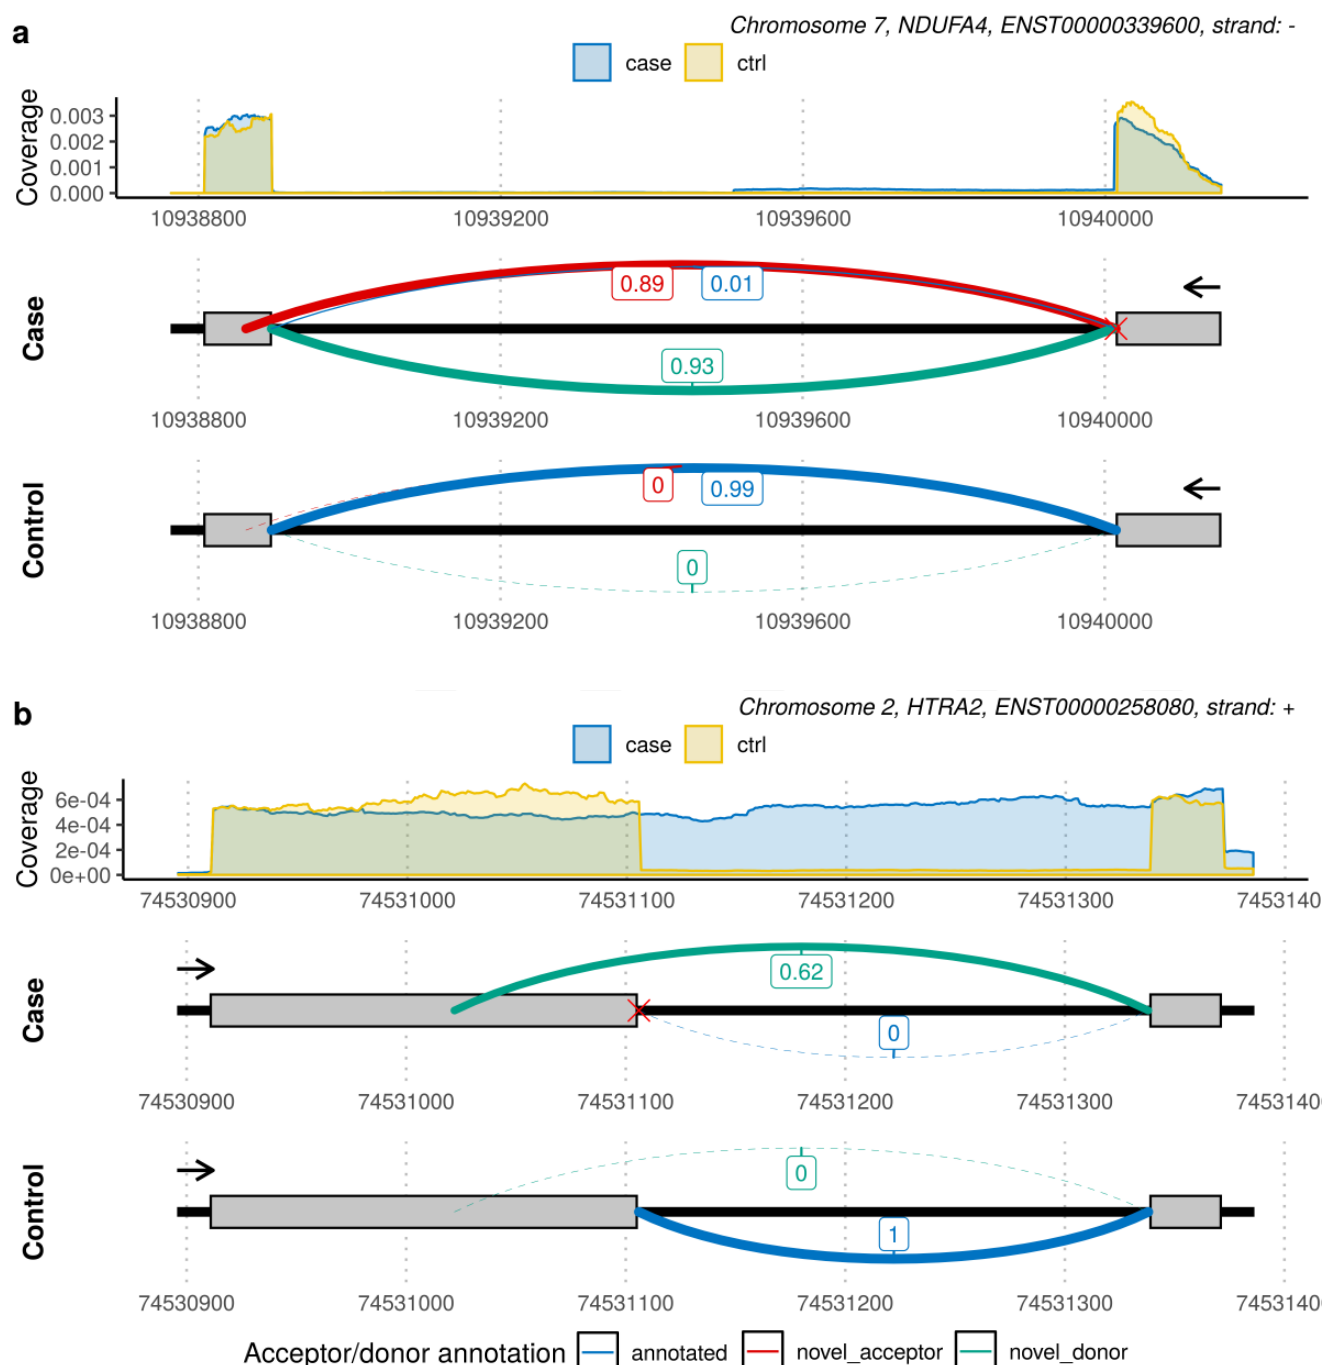 a
Chromosome 7, NDUFA4, ENST00000339600, strand: -
case ctrl
Coverage
0.003
0.002
0.001
0.000
10938800 10939200 10939600 10940000
Case
0.89 0.01
0.93
10938800 10939200 10939600 10940000
Control
0 0.99
0
10938800 10939200 10939600 10940000
b
Chromosome 2, HTRA2, ENST00000258080, strand: +
case ctrl
Coverage
6e-04
4e-04
2e-04
0e+00
74530900 74531000 74531100 74531200 74531300 7453140
Case
0.62
0
74530900 74531000 74531100 74531200 74531300 7453140
Control
0
1
74530900 74531000 74531100 74531200 74531300 7453140
Acceptor/donor annotation annotated novel_acceptor novel_donor